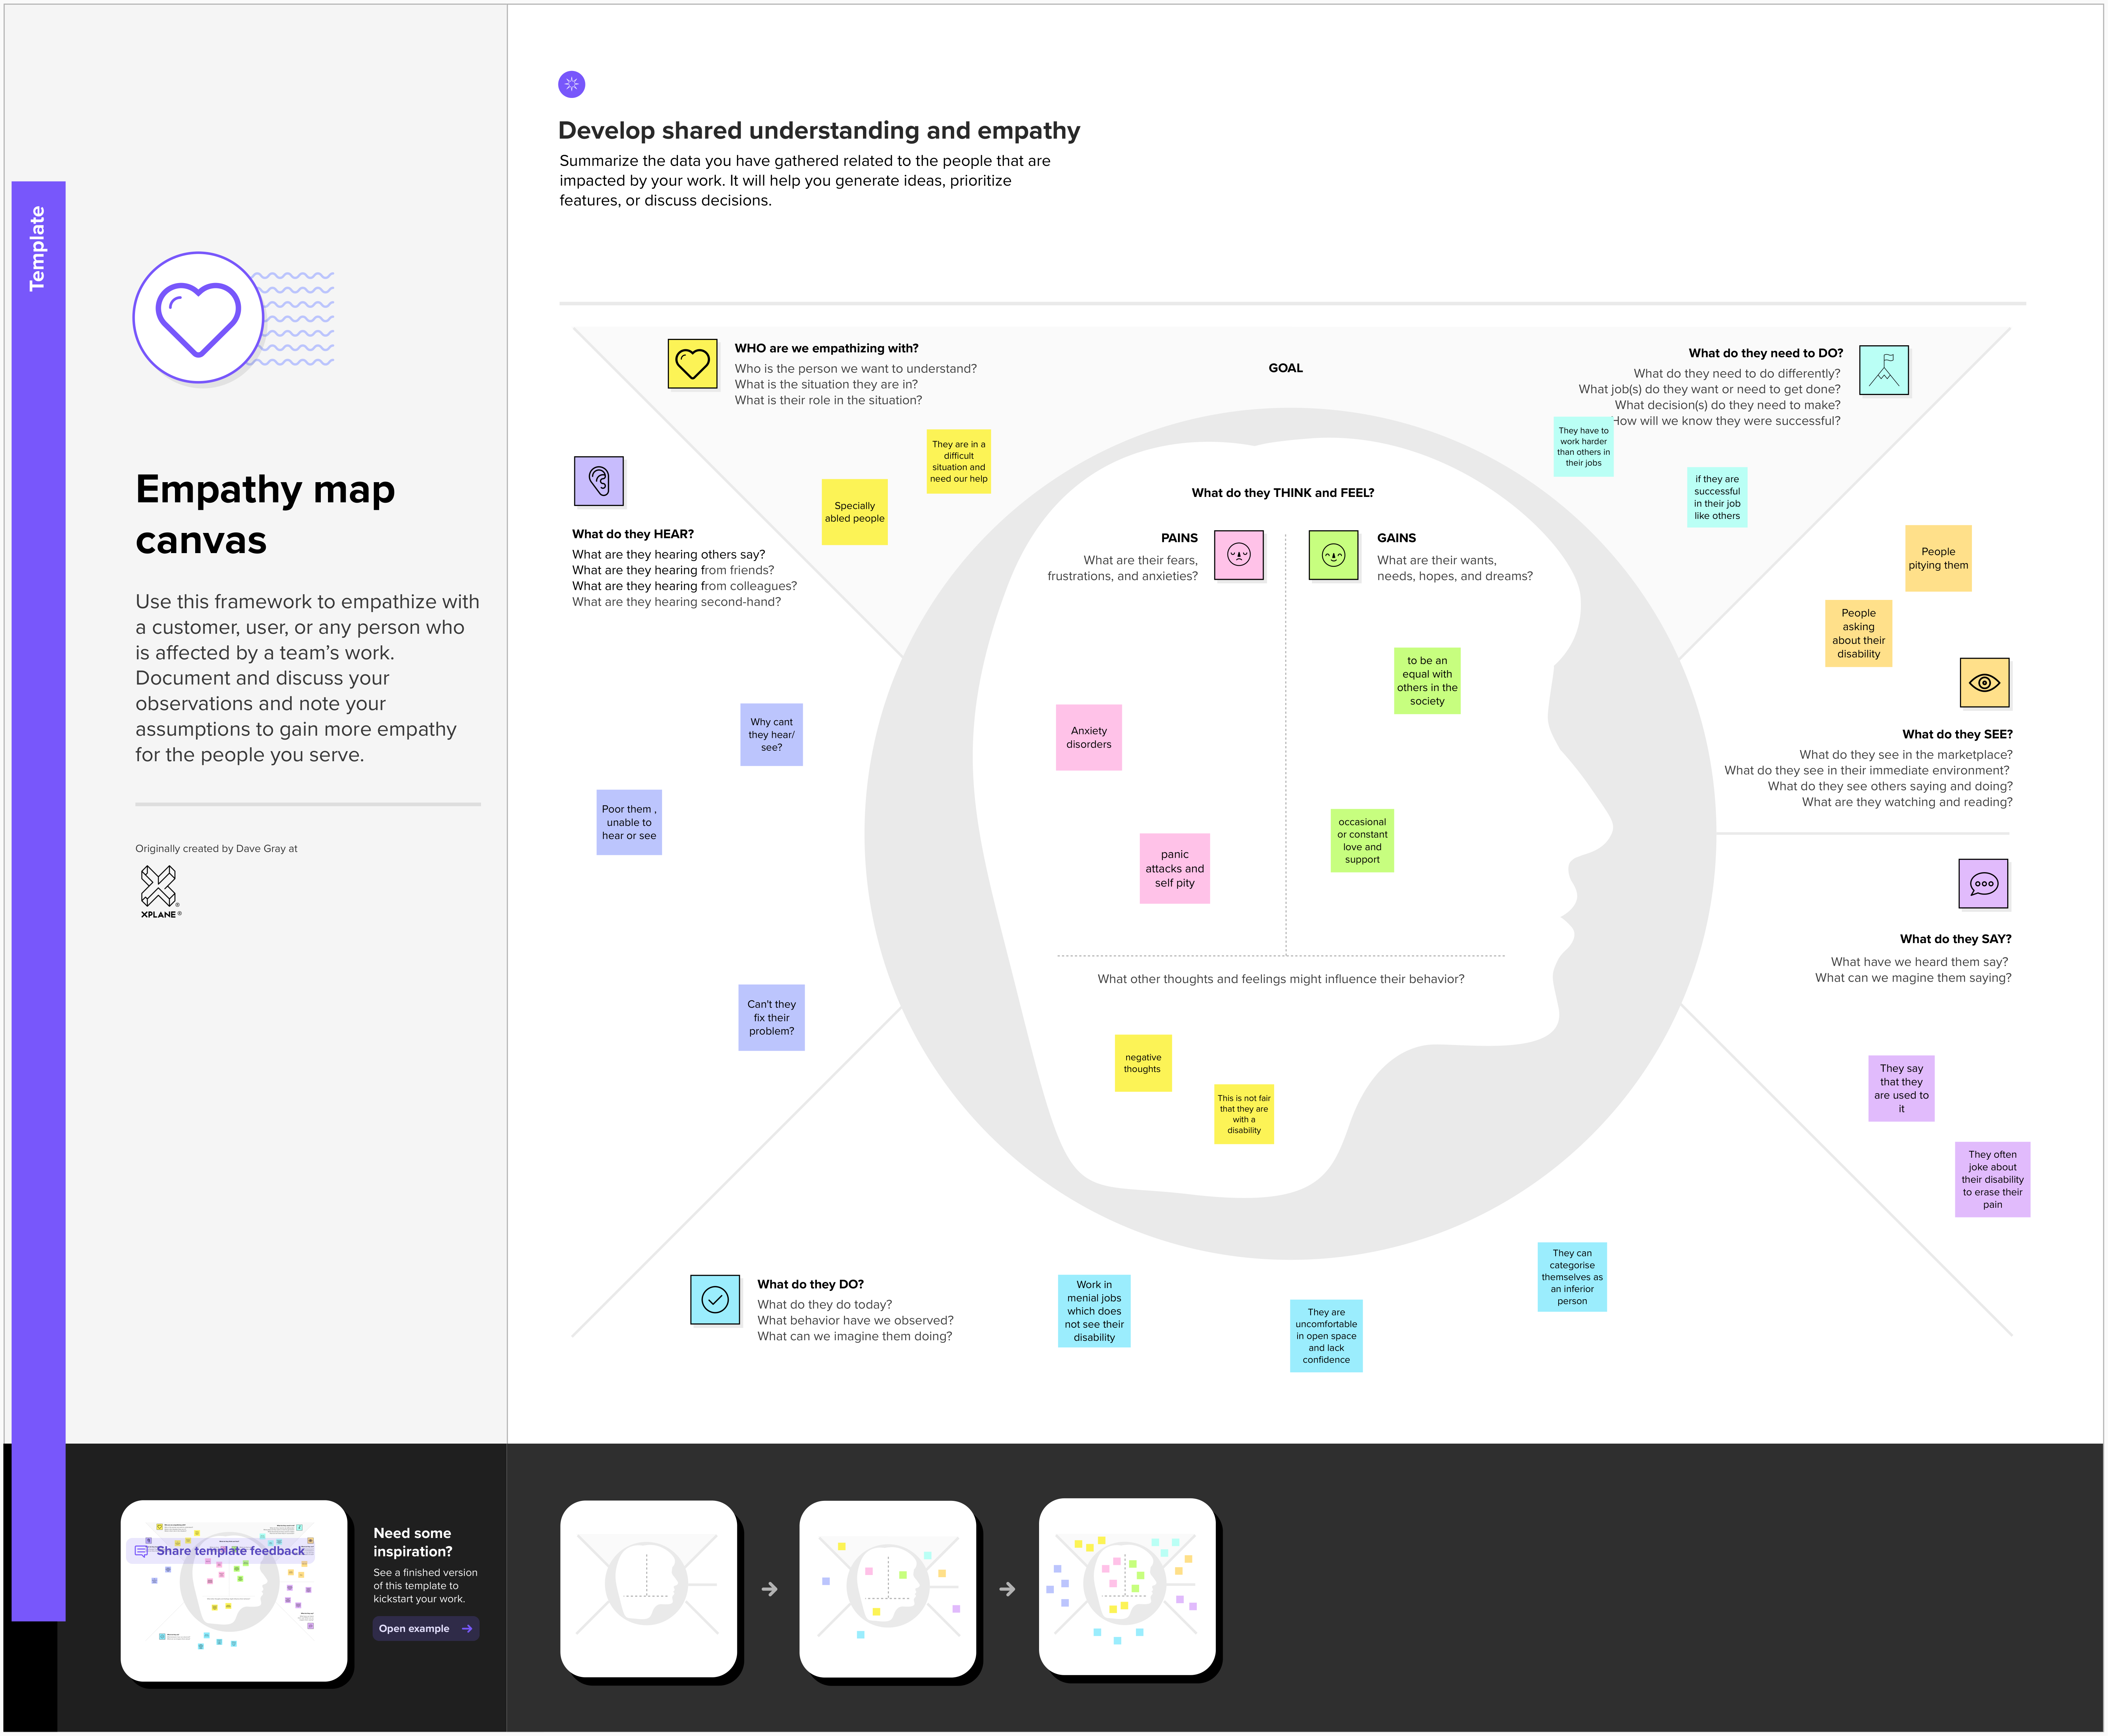 Template
Empathy map
canvas
Use this framework to empathize with
a customer, user, or any person who
is affected by a team's work.
Document and discuss your
observations and note your
assumptions to gain more empathy
for the people you serve.
Originally created by Dave Gray at
XPLANE®
Develop shared understanding and empathy
Summarize the data you have gathered related to the people that are
impacted by your work. It will help you generate ideas, prioritize
features, or discuss decisions.
WHO are we empathizing with?
Who is the person we want to understand?
What is the situation they are in?
What is their role in the situation?
They are in a
difficult
situation and
need our help
Specially
abled people
GOAL
What do they need to DO?
What do they need to do differently?
What job(s) do they want or need to get done?
What decision(s) do they need to make?
How will we know they were successful?
They have to
work harder
than others in
their jobs
if they are
successful
in their job
like others
What do they HEAR?
What are they hearing others say?
What are they hearing from friends?
What are they hearing from colleagues?
What are they hearing second-hand?
Why cant
they hear/
see?
Poor them ,
unable to
hear or see
Can't they
fix their
problem?
What do they THINK and FEEL?
PAINS
What are their fears,
frustrations, and anxieties?
GAINS
What are their wants,
needs, hopes, and dreams?
Anxiety
disorders
panic
attacks and
self pity
to be an
equal with
others in the
society
occasional
or constant
love and
support
What other thoughts and feelings might influence their behavior?
negative
thoughts
This is not fair
that they are
with a
disability
People
pitying them
People
asking
about their
disability
What do they SEE?
What do they see in the marketplace?
What do they see in their immediate environment?
What do they see others saying and doing?
What are they watching and reading?
What do they SAY?
What have we heard them say?
What can we magine them saying?
They say
that they
are used to
it
They often
joke about
their disability
to erase their
pain
What do they DO?
What do they do today?
What behavior have we observed?
What can we imagine them doing?
Work in
menial jobs
which does
not see their
disability
They are
uncomfortable
in open space
and lack
confidence
They can
categorise
themselves as
an inferior
person
Share template feedback
Need some
inspiration?
See a finished version
of this template to
kickstart your work.
Open example